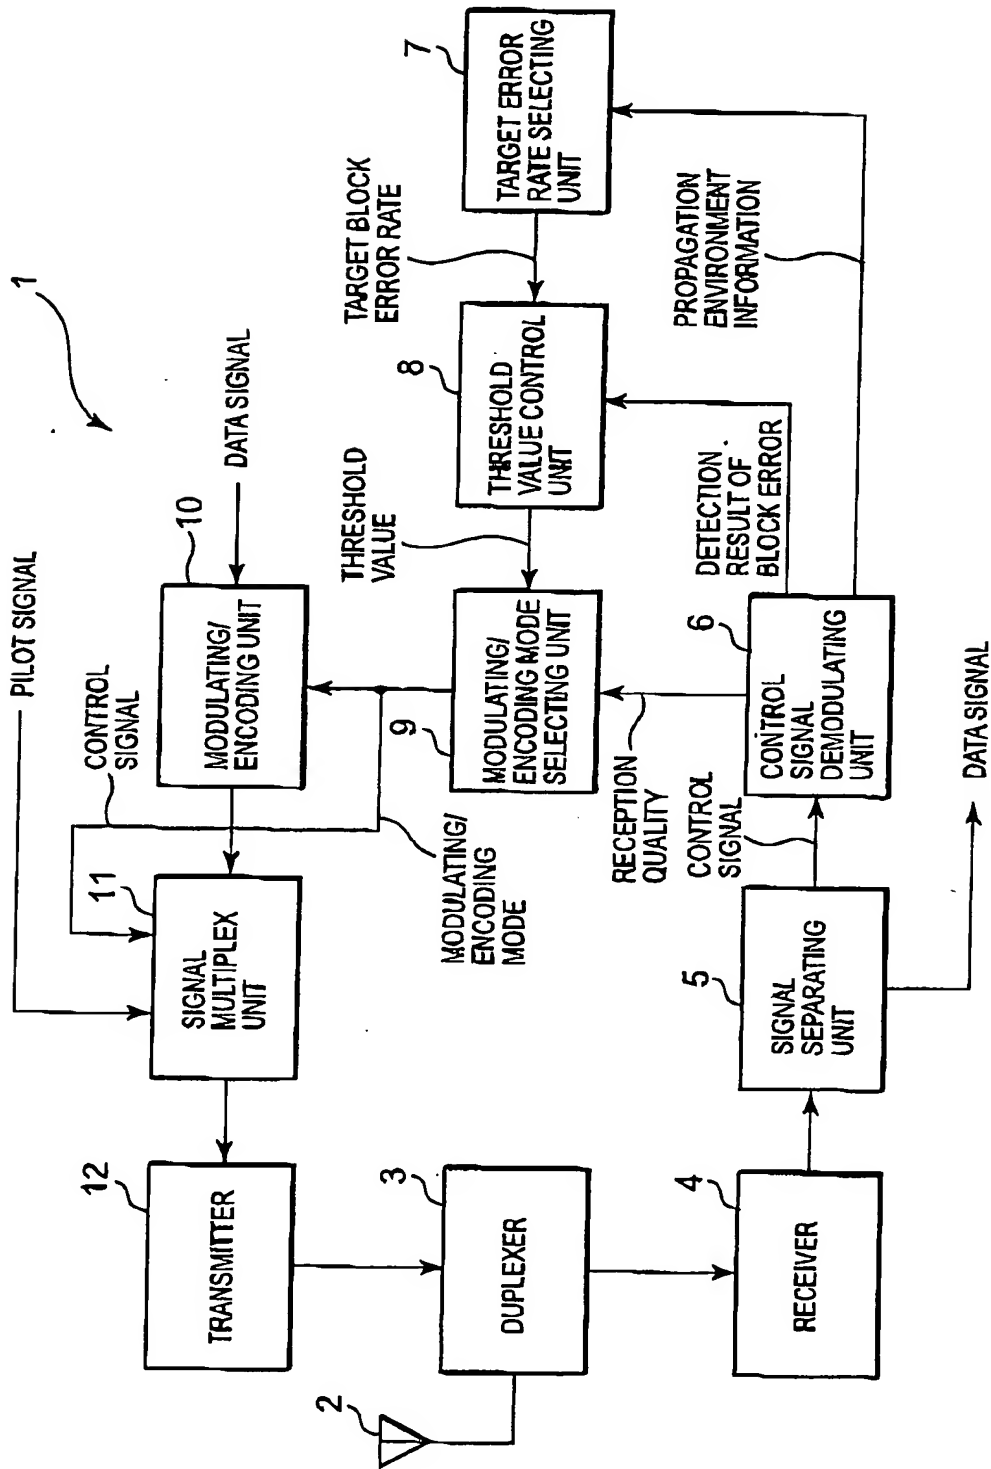 1
PILOT SIGNAL
CONTROL
SIGNAL
10
DATA SIGNAL
MODULATING/
ENCODING UNIT
11
SIGNAL
MULTIPLEX
UNIT
12
TRANSMITTER
MODULATING/
ENCODING
MODE
THRESHOLD
VALUE
TARGET BLOCK
ERROR RATE
2
3
DUPLEXER
9
MODULATING/
ENCODING MODE
SELECTING UNIT
8
THRESHOLD
VALUE CONTROL
UNIT
7
TARGET ERROR
RATE SELECTING
UNIT
RECEPTION
QUALITY
CONTROL
SIGNAL
DETECTION
RESULT OF
BLOCK ERROR
PROPAGATION
ENVIRONMENT
INFORMATION
4
RECEIVER
5
SIGNAL
SEPARATING
UNIT
6
CONTROL
SIGNAL
DEMODULATING
UNIT
DATA SIGNAL